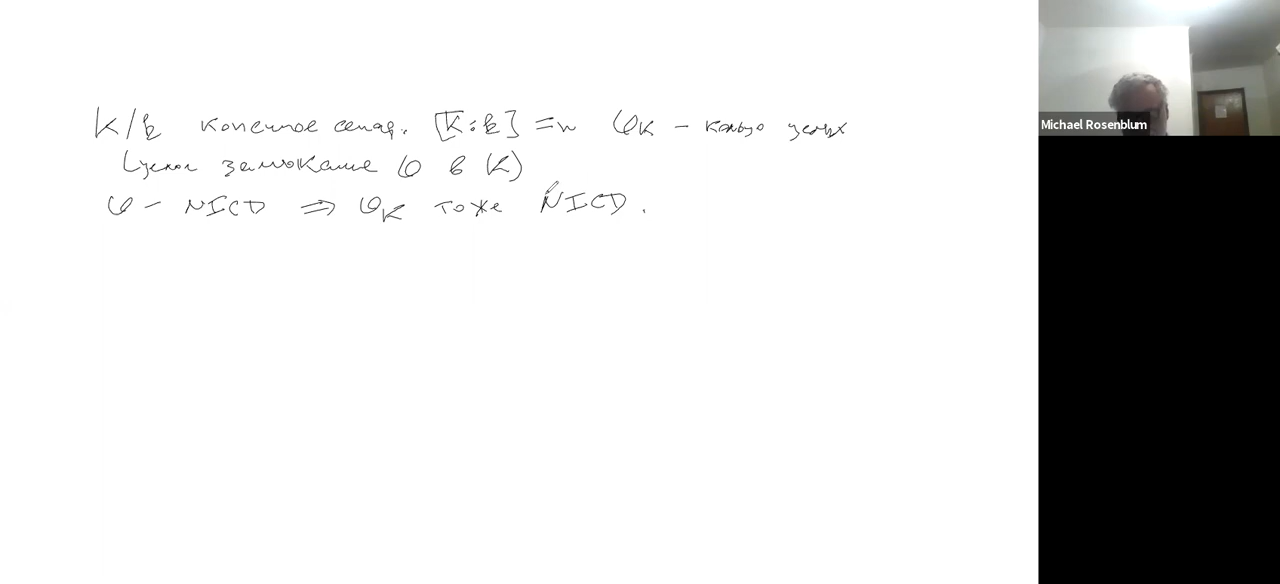 K/k конечное сепар. [K:k]=n 𝒪_K – кольцо целых
(целое замыкание 𝒪 в K)
𝒪 – NICD ⇒ 𝒪_K тоже NICD.
Michael Rosenblum